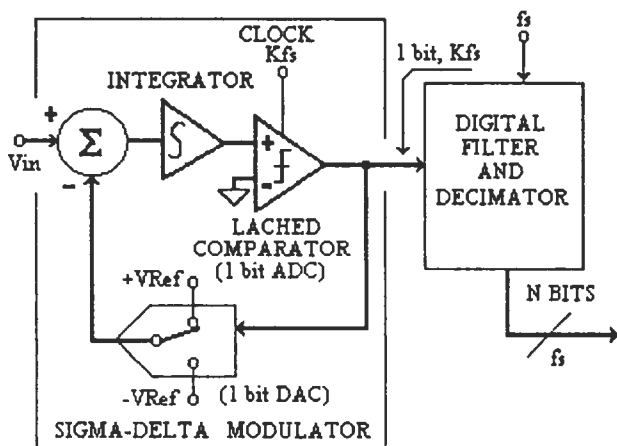 CLOCK
Kfs
fs
1 bit, Kfs
INTEGRATOR
+
Vin
Σ
-
∫
+
-
DIGITAL
FILTER
AND
DECIMATOR
LACHED
COMPARATOR
(1 bit ADC)
+VRef
N BITS
fs
-VRef
(1 bit DAC)
SIGMA-DELTA MODULATOR